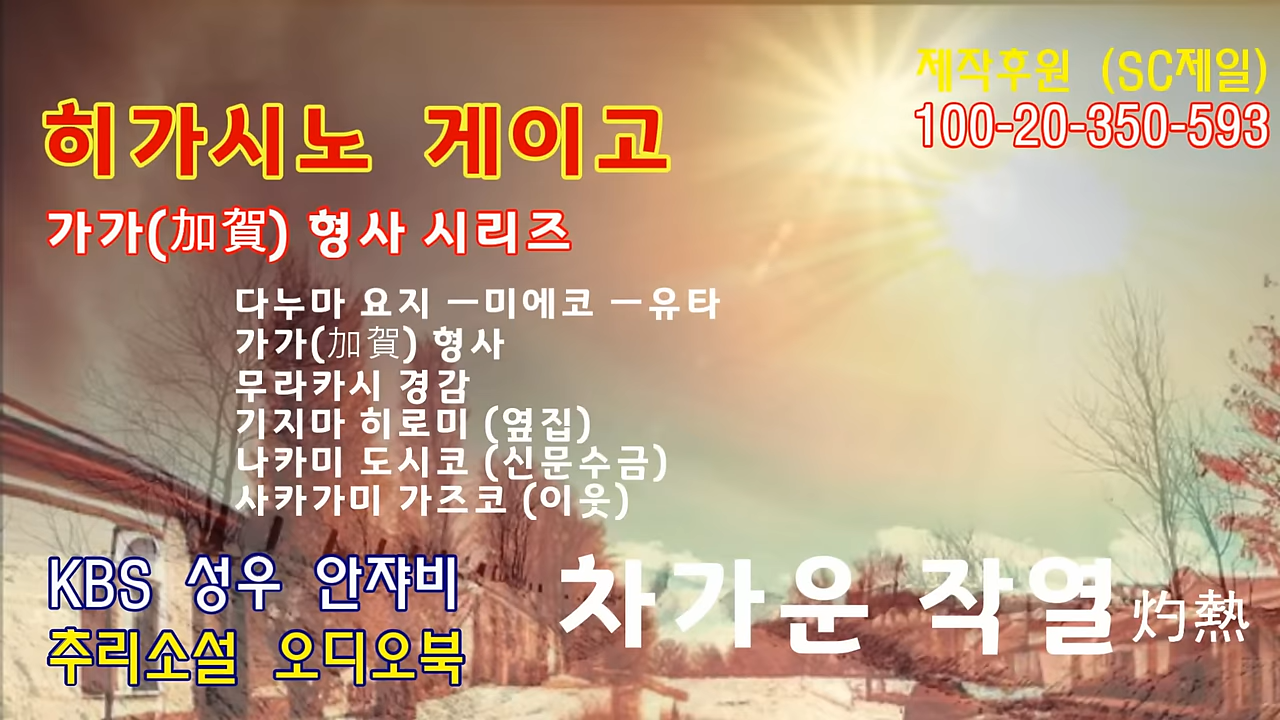 제작후원 (SC제일)
100-20-350-593
히가시노 게이고
가가(加賀) 형사 시리즈
다누마 요지 ㅡ미에코 ㅡ유타
가가(加賀) 형사
무라카시 경감
기지마 히로미 (옆집)
나카미 도시코 (신문수금)
사카가미 가즈코 (이웃)
KBS 성우 안쟈비
추리소설 오디오북
차가운 작열灼熱